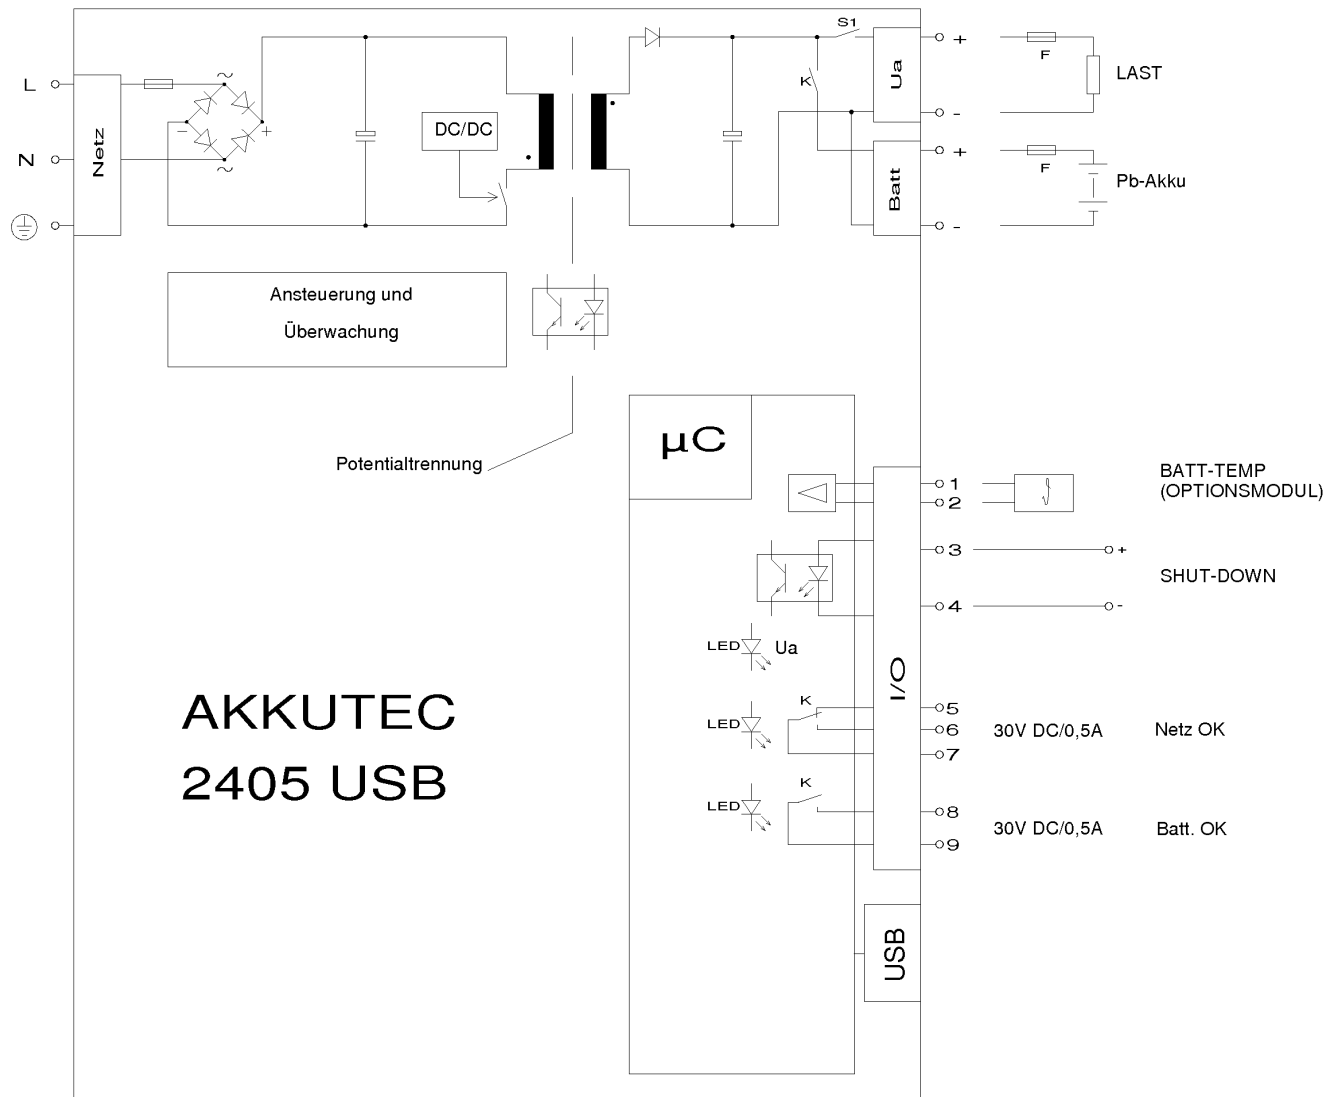 S1
+
F
LAST
L
~
K
Ua
Netz
DC/DC
-
+
-
N
~
Batt
+
F
Pb-Akku
-
Ansteuerung und
Überwachung
µC
Potentialtrennung
1
2
BATT-TEMP
(OPTIONSMODUL)
3
+
SHUT-DOWN
4
-
LED
Ua
I/O
AKKUTEC
2405 USB
K
5
LED
6
30V DC/0,5A
Netz OK
7
K
LED
8
30V DC/0,5A
Batt. OK
9
USB